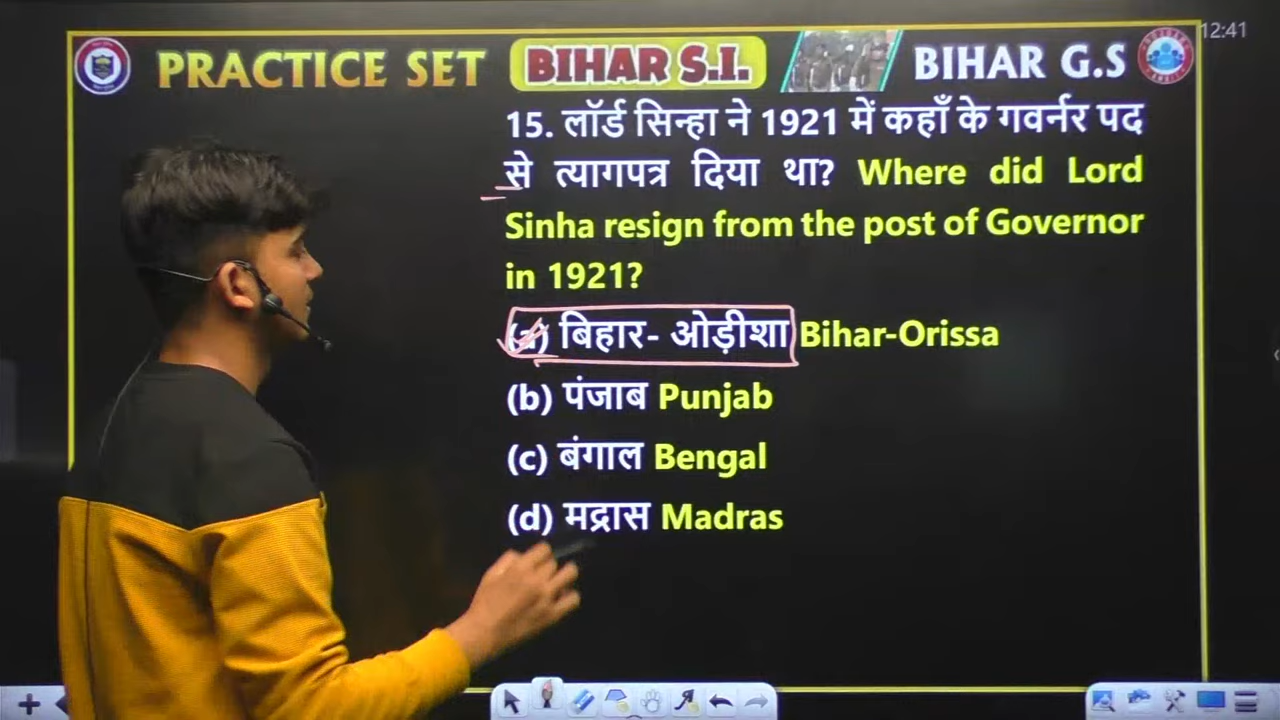 12:41
PRACTICE SET BIHAR S.I. BIHAR G.S
15. लॉर्ड सिन्हा ने 1921 में कहाँ के गवर्नर पद
से त्यागपत्र दिया था? Where did Lord
Sinha resign from the post of Governor
in 1921?
(a) बिहार- ओड़ीशा Bihar-Orissa
(b) पंजाब Punjab
(c) बंगाल Bengal
(d) मद्रास Madras